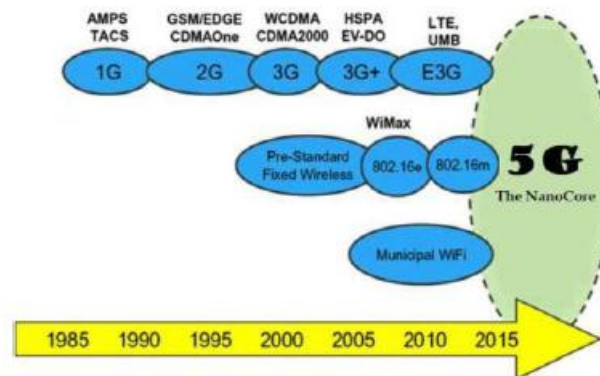 AMPS
TACS
GSM/EDGE
CDMAOne
WCDMA
CDMA2000
HSPA
EV-DO
LTE,
UMB
1G
2G
3G
3G+
E3G
WiMax
Pre-Standard
Fixed Wireless
802.16e
802.16m
5G
The NanoCore
Municipal WiFi
1985 1990 1995 2000 2005 2010 2015